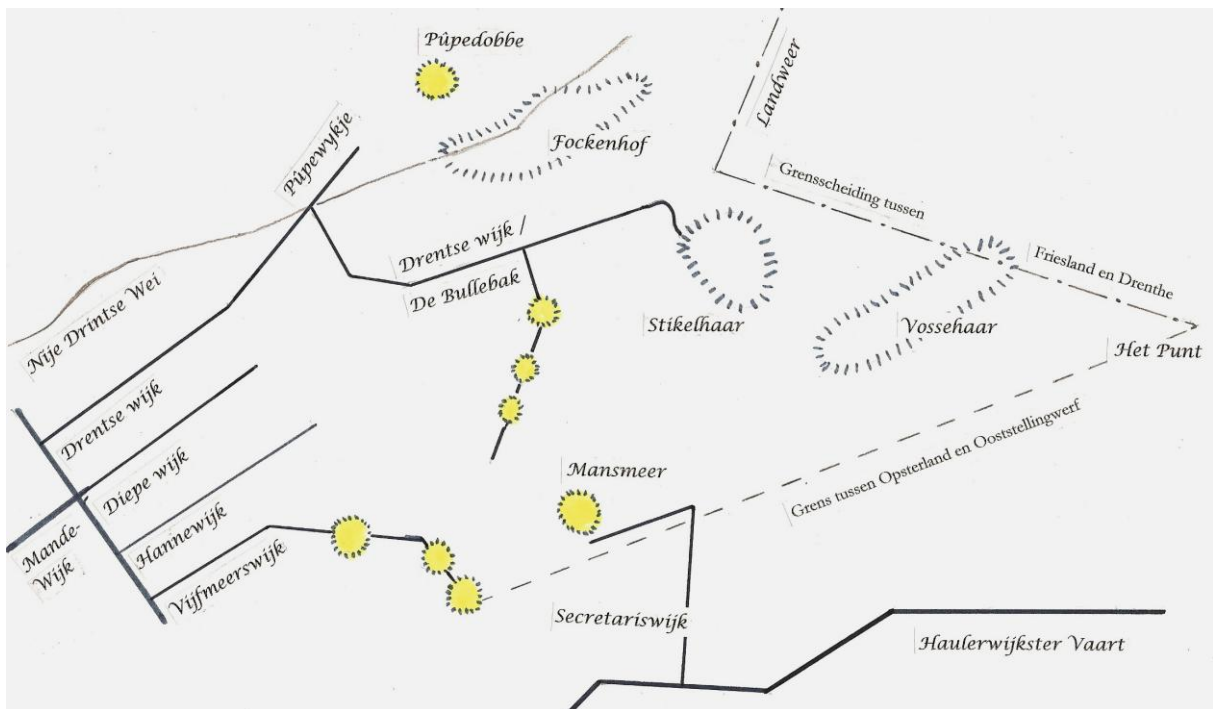 Pûpedobbe
Landweer
Fockenhof
Pûpewykje
Grensscheiding tussen
Drentse wijk /
De Bullebak
Friesland en Drenthe
Nije Drintse Wei
Stikelhaar
Vossehaar
Het Punt
Drentse wijk
Diepe wijk
Mansmeer
Grens tussen Opsterland en Ooststellingwerf
Hannewijk
Mande-
Wijk
Vijfmeerswijk
Secretariswijk
Haulerwijkster Vaart